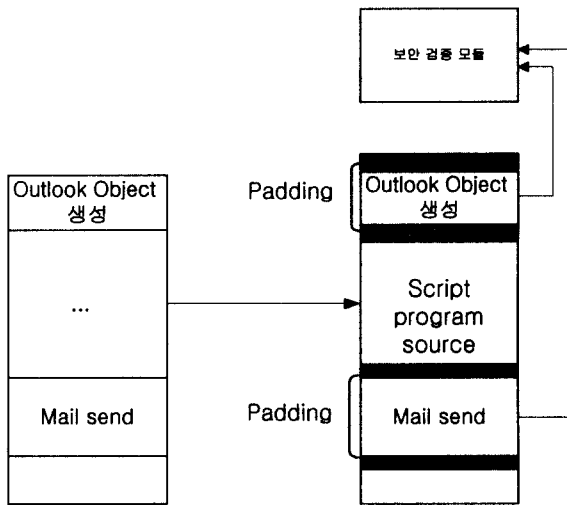 보안 검증 모듈
Outlook Object
생성
...
Mail send
Padding
Outlook Object
생성
Script
program
source
Padding
Mail send